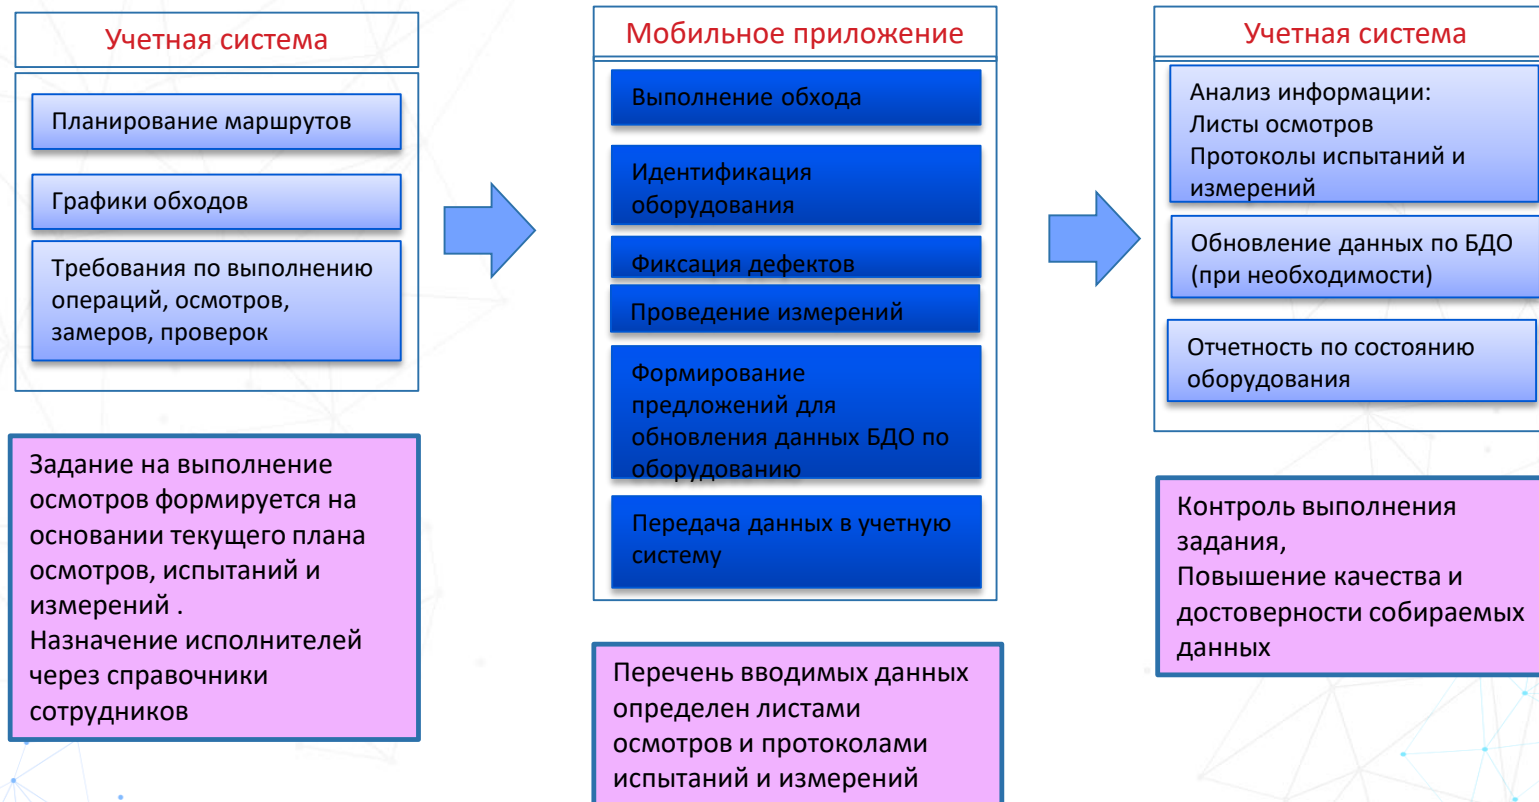 Учетная система
Планирование маршрутов
Графики обходов
Требования по выполнению
операций, осмотров,
замеров, проверок
Задание на выполнение
осмотров формируется на
основании текущего плана
осмотров, испытаний и
измерений .
Назначение исполнителей
через справочники
сотрудников
Мобильное приложение
Выполнение обхода
Идентификация
оборудования
Фиксация дефектов
Проведение измерений
Формирование
предложений для
обновления данных БДО по
оборудованию
Передача данных в учетную
систему
Перечень вводимых данных
определен листами
осмотров и протоколами
испытаний и измерений
Учетная система
Анализ информации:
Листы осмотров
Протоколы испытаний и
измерений
Обновление данных по БДО
(при необходимости)
Отчетность по состоянию
оборудования
Контроль выполнения
задания,
Повышение качества и
достоверности собираемых
данных